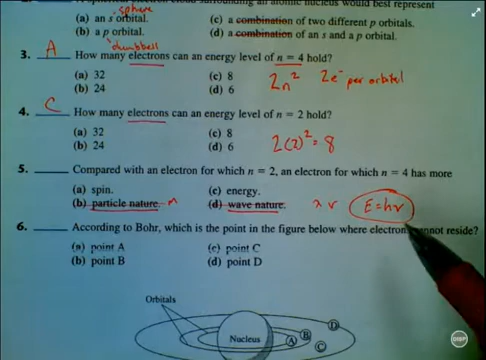 sphere
(a) an s orbital. (c) a combination of two different p orbitals.
(b) a p orbital. (d) a combination of an s and a p orbital.
dumbbell
3. A How many electrons can an energy level of n = 4 hold?
(a) 32 (c) 8
(b) 24 (d) 6
2n² 2e⁻ per orbital
4. C How many electrons can an energy level of n = 2 hold?
(a) 32 (c) 8
(b) 24 (d) 6
2(2)² = 8
5. Compared with an electron for which n = 2, an electron for which n = 4 has more
(a) spin. (c) energy.
(b) particle nature. m (d) wave nature. λ ν E=hν
6. According to Bohr, which is the point in the figure below where electrons cannot reside?
(a) point A (c) point C
(b) point B (d) point D
Orbitals
Nucleus
A
B
C
D